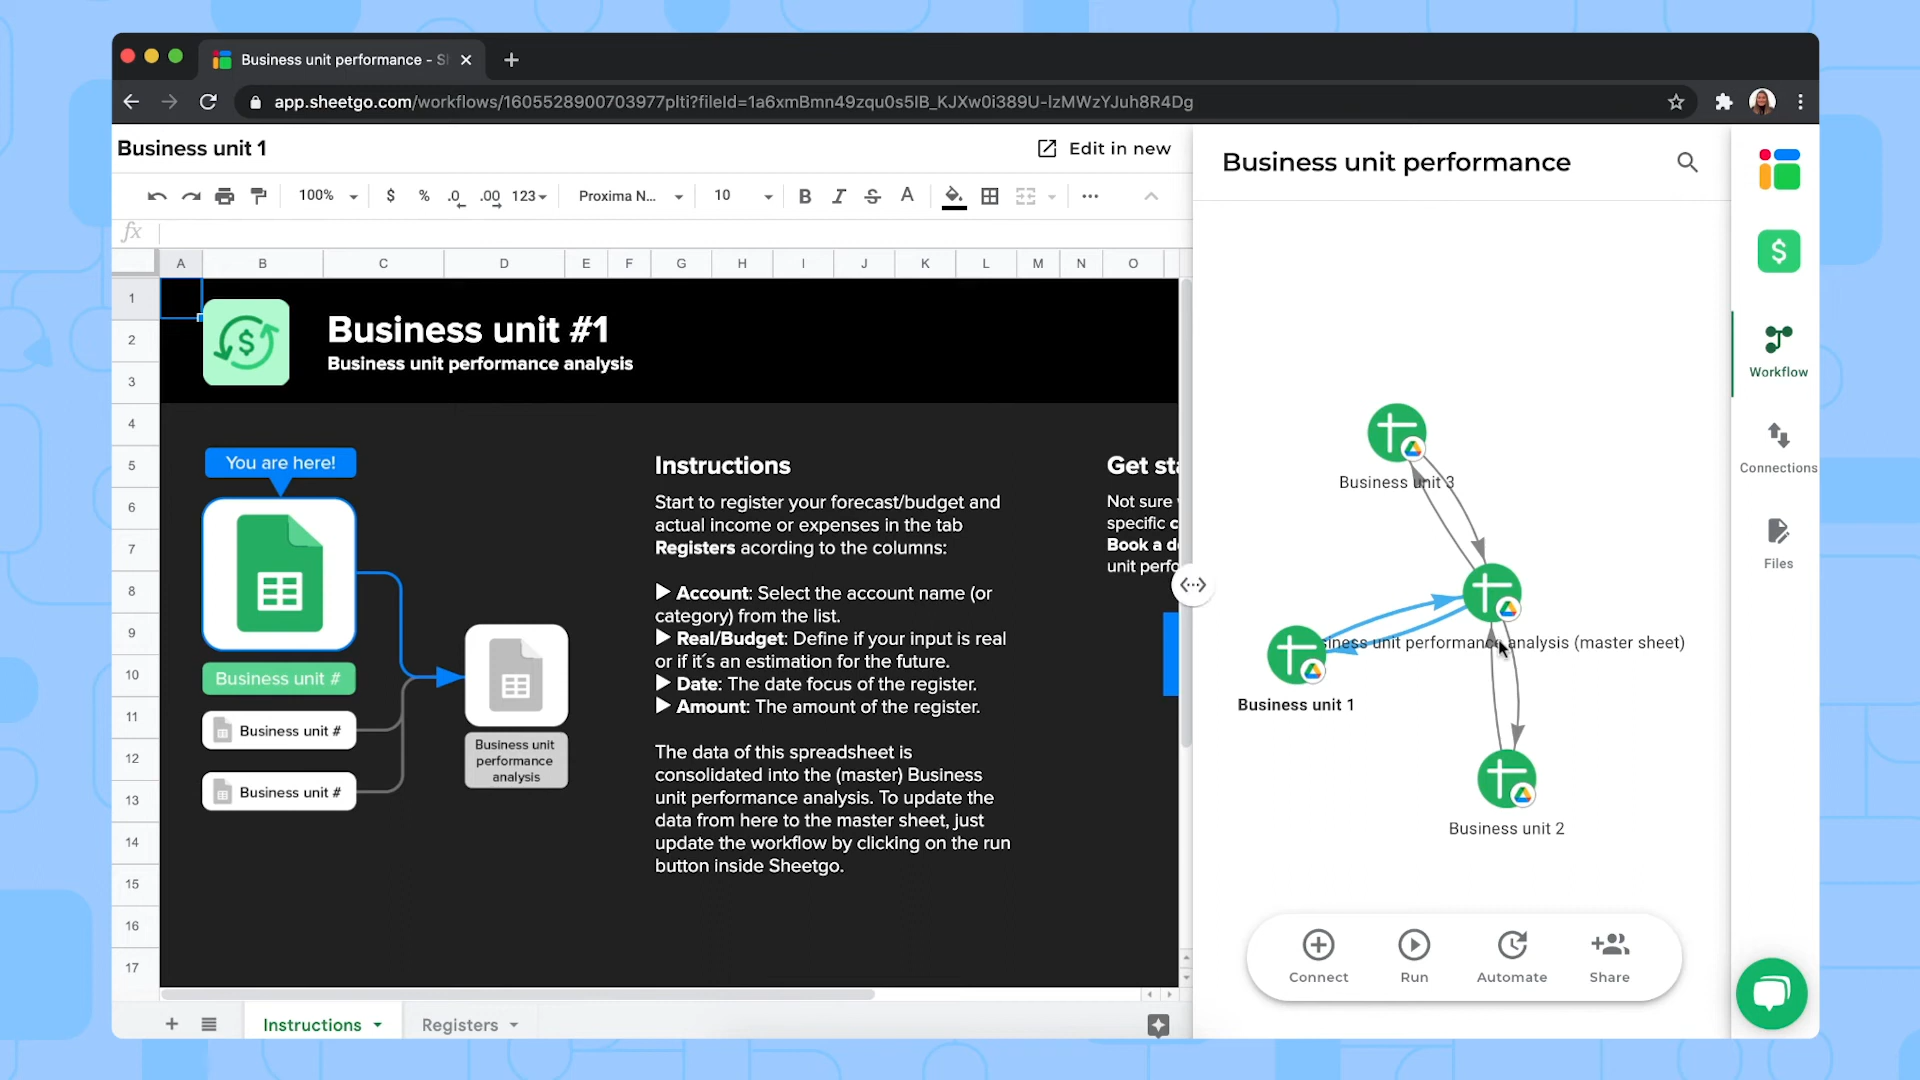 Business unit performance - S
app.sheetgo.com/workflows/1605528900703977plti?fileId=1a6xmBmn49zqu0s5IB_KJXw0i389U-IzMWzYJuh8R4Dg
Business unit 1
Edit in new
100%
$
%
.0
.00
123
Proxima N...
10
B
I
S
A
fx
A B C D E F G H I J K L M N O
1
2
3
4
5
6
7
8
9
10
11
12
13
14
15
16
17
Business unit #1
Business unit performance analysis
You are here!
Business unit #
Business unit #
Business unit #
Business unit
performance
analysis
Instructions
Start to register your forecast/budget and
actual income or expenses in the tab
Registers acording to the columns:
▶ Account: Select the account name (or
category) from the list.
▶ Real/Budget: Define if your input is real
or if it´s an estimation for the future.
▶ Date: The date focus of the register.
▶ Amount: The amount of the register.
The data of this spreadsheet is
consolidated into the (master) Business
unit performance analysis. To update the
data from here to the master sheet, just
update the workflow by clicking on the run
button inside Sheetgo.
Get sta
Not sure
specific c
Book a de
unit perfo
Instructions
Registers
Business unit performance
Business unit 3
siness unit performance analysis (master sheet)
Business unit 1
Business unit 2
Connect
Run
Automate
Share
$
Workflow
Connections
Files